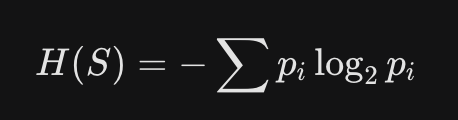 H(S) = − ∑ pᵢ log₂ pᵢ